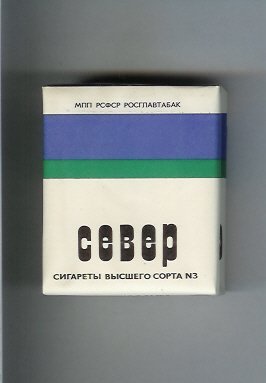 МПП РСФСР РОСГЛАВТАБАК
север
СИГАРЕТЫ ВЫСШЕГО СОРТА N3